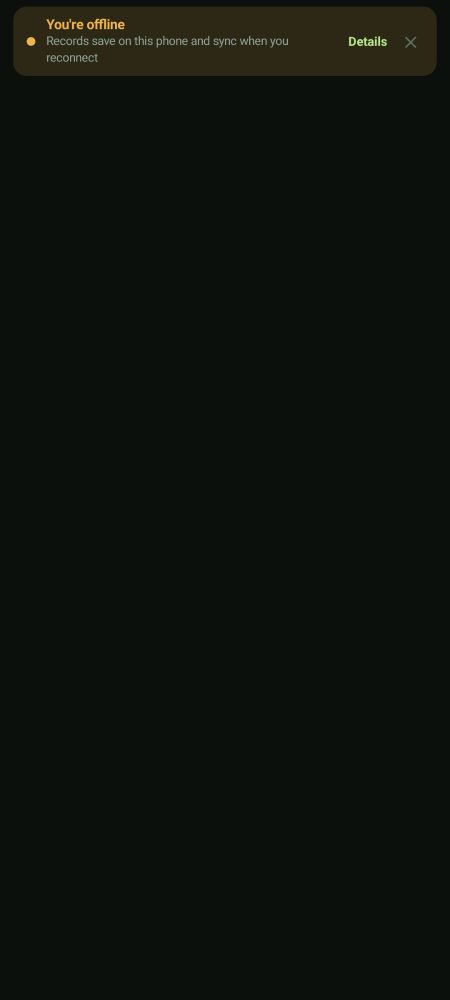 You're offline
Records save on this phone and sync when you
reconnect
Details